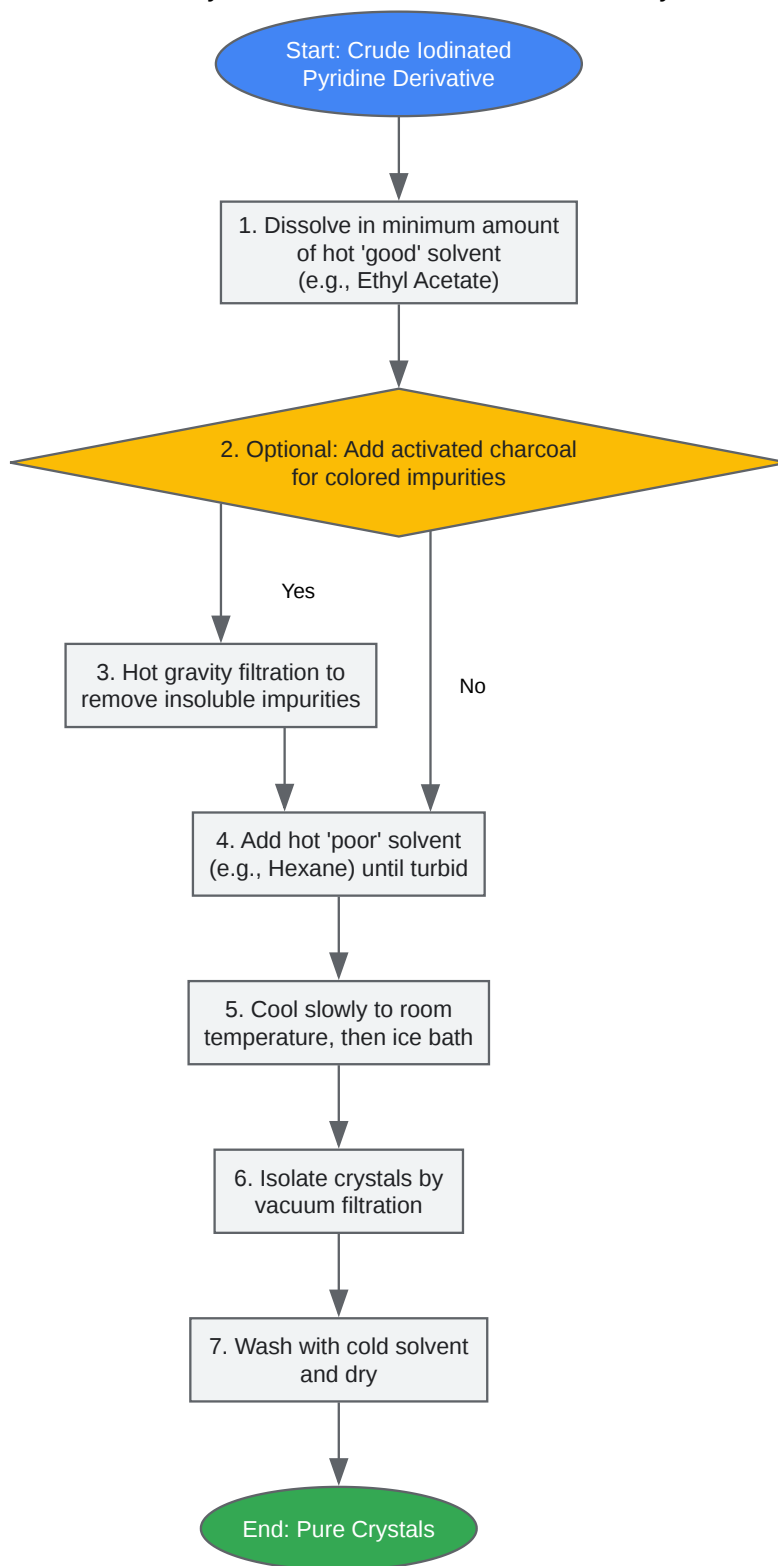 Start: Crude Iodinated
Pyridine Derivative
1. Dissolve in minimum amount
of hot 'good' solvent
(e.g., Ethyl Acetate)
2. Optional: Add activated charcoal
for colored impurities
Yes
3. Hot gravity filtration to
remove insoluble impurities
No
4. Add hot 'poor' solvent
(e.g., Hexane) until turbid
5. Cool slowly to room
temperature, then ice bath
6. Isolate crystals by
vacuum filtration
7. Wash with cold solvent
and dry
End: Pure Crystals